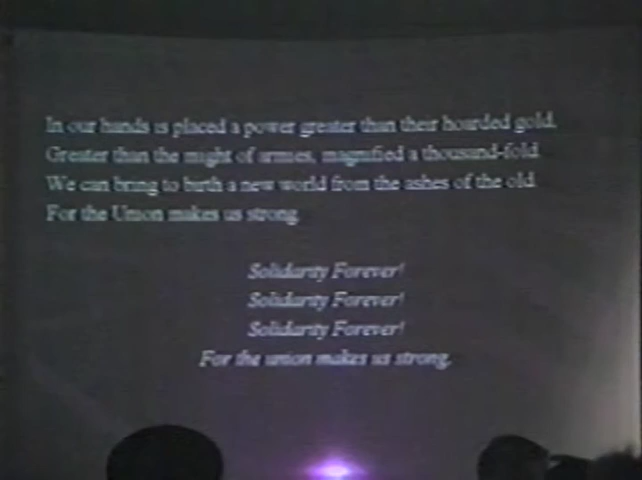 In our hands is placed a power greater than their hoarded gold.
Greater than the might of armes, magnified a thousand-fold.
We can bring to birth a new world from the ashes of the old.
For the Union makes us strong.
Solidarity Forever!
Solidarity Forever!
Solidarity Forever!
For the union makes us strong.